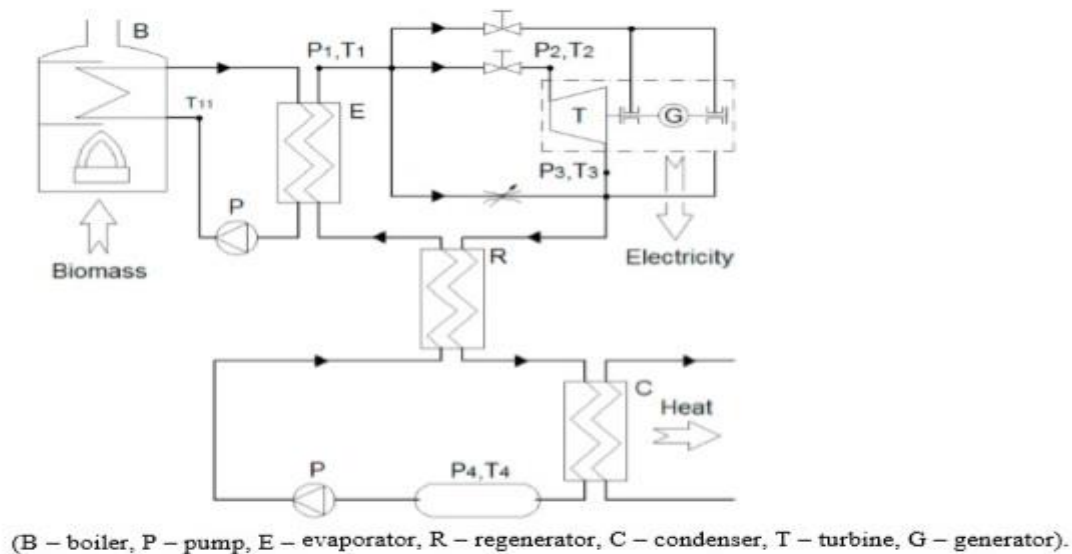 B
P1,T1
P2,T2
T11
E
T
G
P3,T3
P
R
Biomass
Electricity
C
Heat
P
P4,T4
(B – boiler, P – pump, E – evaporator, R – regenerator, C – condenser, T – turbine, G – generator).